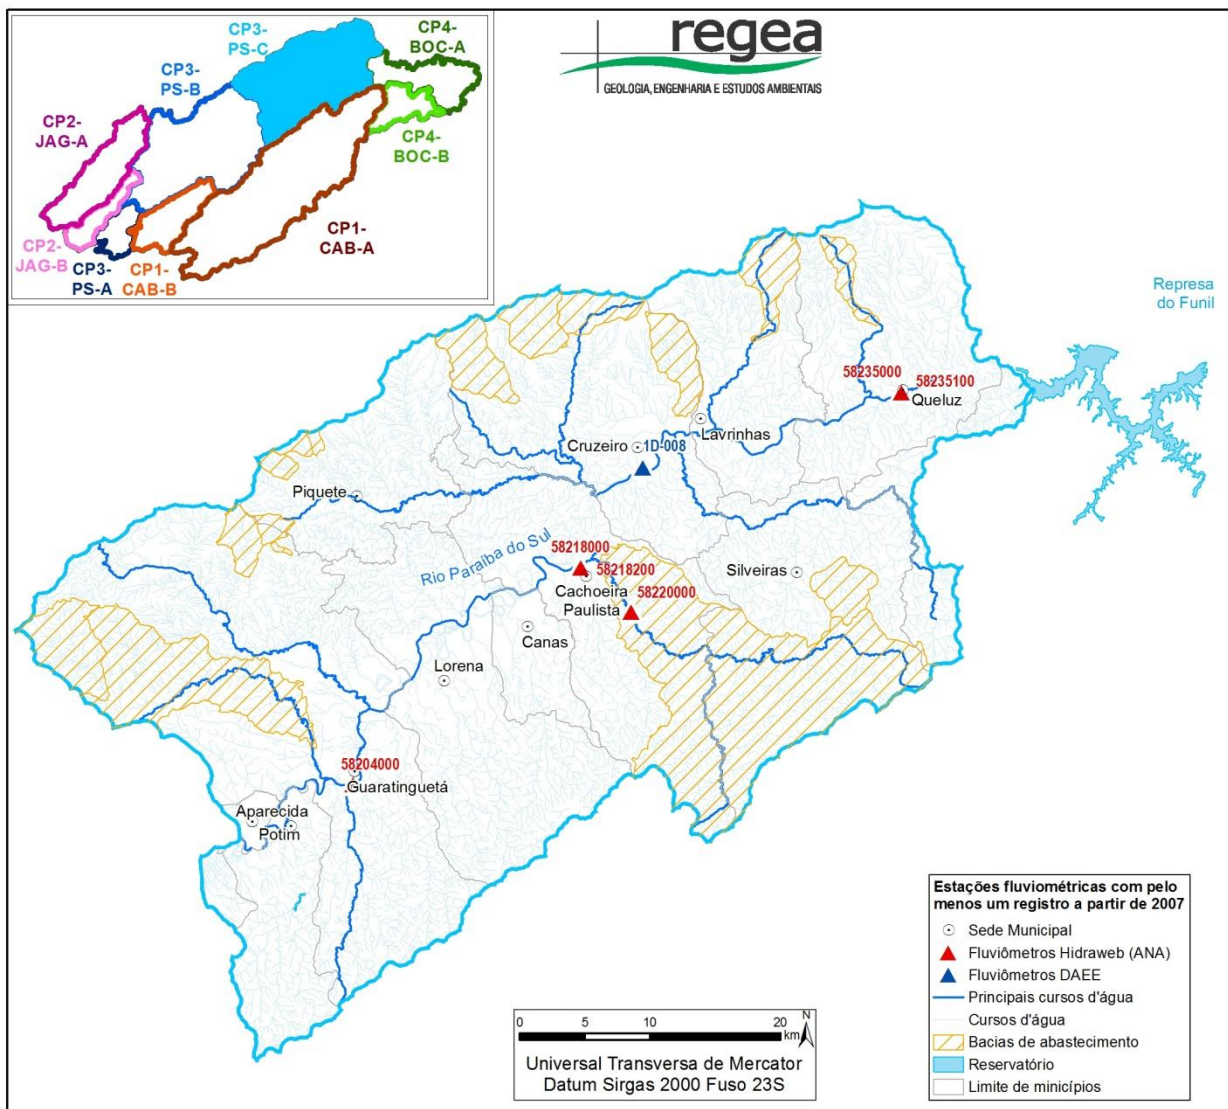 CP3-
PS-C
CP4-
BOC-A
CP3-
PS-B
CP2-
JAG-A
CP4-
BOC-B
CP1-
CAB-A
CP2-
JAG-B
CP3-
PS-A
CP1-
CAB-B
regea
GEOLOGIA, ENGENHARIA E ESTUDOS AMBIENTAIS
Represa
do Funil
58235000
58235100
Queluz
Lavrinhas
Cruzeiro
1D-008
Piquete
Rio Paraíba do Sul
58218000
58218200
Cachoeira
Paulista
58220000
Silveiras
Canas
Lorena
58204000
Guaratinguetá
Aparecida
Potim
0 5 10 20
km
N
Universal Transversa de Mercator
Datum Sirgas 2000 Fuso 23S
Estações fluviométricas com pelo
menos um registro a partir de 2007
Sede Municipal
Fluviômetros Hidraweb (ANA)
Fluviômetros DAEE
Principais cursos d'água
Cursos d'água
Bacias de abastecimento
Reservatório
Limite de minicípios